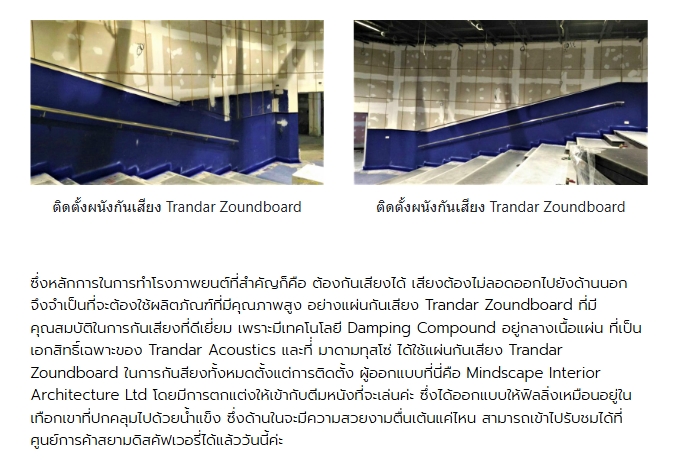 ติดตั้งผนังกันเสียง Trandar Zoundboard
ติดตั้งผนังกันเสียง Trandar Zoundboard
ซึ่งหลักการในการทำโรงภาพยนต์ที่สำคัญก็คือ ต้องกันเสียงได้ เสียงต้องไม่ลอดออกไปยังด้านนอก
จึงจำเป็นที่จะต้องใช้ผลิตภัณฑ์ที่มีคุณภาพสูง อย่างแผ่นกันเสียง Trandar Zoundboard ที่มี
คุณสมบัติในการกันเสียงที่ดีเยี่ยม เพราะมีเทคโนโลยี Damping Compound อยู่กลางเนื้อแผ่น ที่เป็น
เอกสิทธิ์เฉพาะของ Trandar Acoustics และที่่ มาดามทุสโซ่ ได้ใช้แผ่นกันเสียง Trandar
Zoundboard ในการกันสียงทั้งหมดตั้งแต่การติดตั้ง ผู้ออกแบบที่นี่คือ Mindscape Interior
Architecture Ltd โดยมีการตกแต่งให้เข้ากับตีมหนังที่จะเล่นค่ะ ซึ่งได้ออกแบบให้ฟิลลิ่งเหมือนอยู่ใน
เทือกเขาที่ปกคลุมไปด้วยน้ำแข็ง ซึ่งด้านในจะมีความสวยงามตื่นเต้นแค่ไหน สามารถเข้าไปรับชมได้ที่
ศูนย์การค้าสยามดิสคัฟเวอรี่ได้แล้ววันนี้ค่ะ